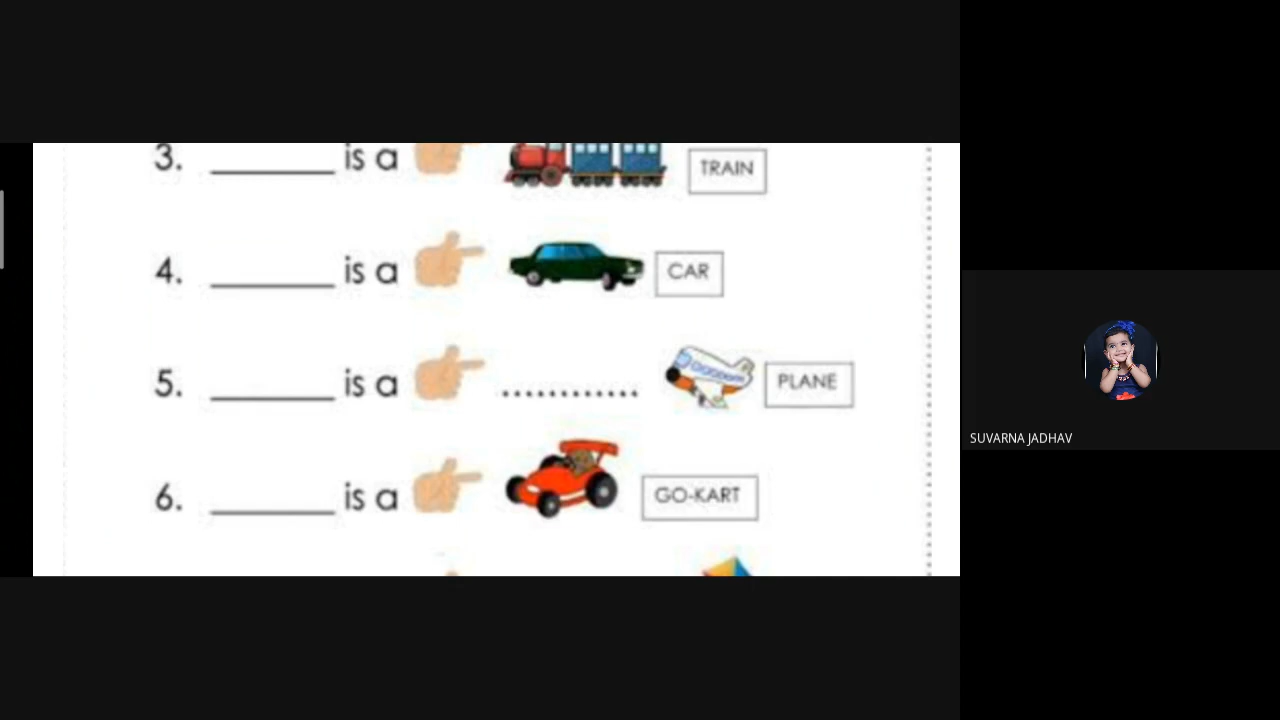 3. ______ is a TRAIN
4. ______ is a CAR
5. ______ is a ............ PLANE
6. ______ is a GO-KART
SUVARNA JADHAV